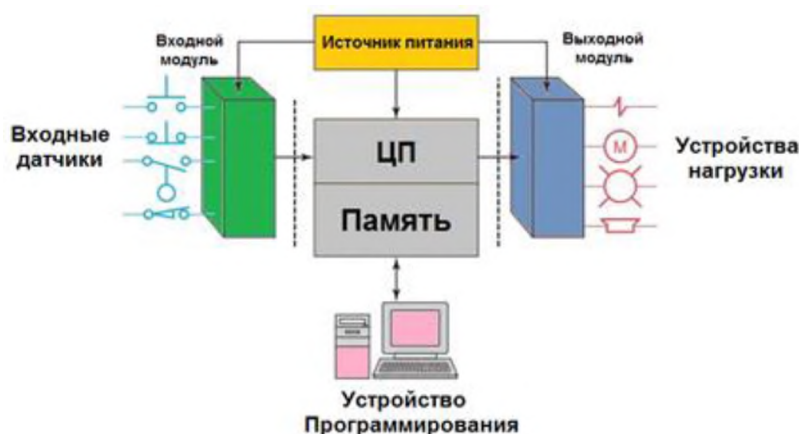 Входной
модуль
Источник питания
Выходной
модуль
Входные
датчики
ЦП
Память
М
Устройства
нагрузки
Устройство
Программирования